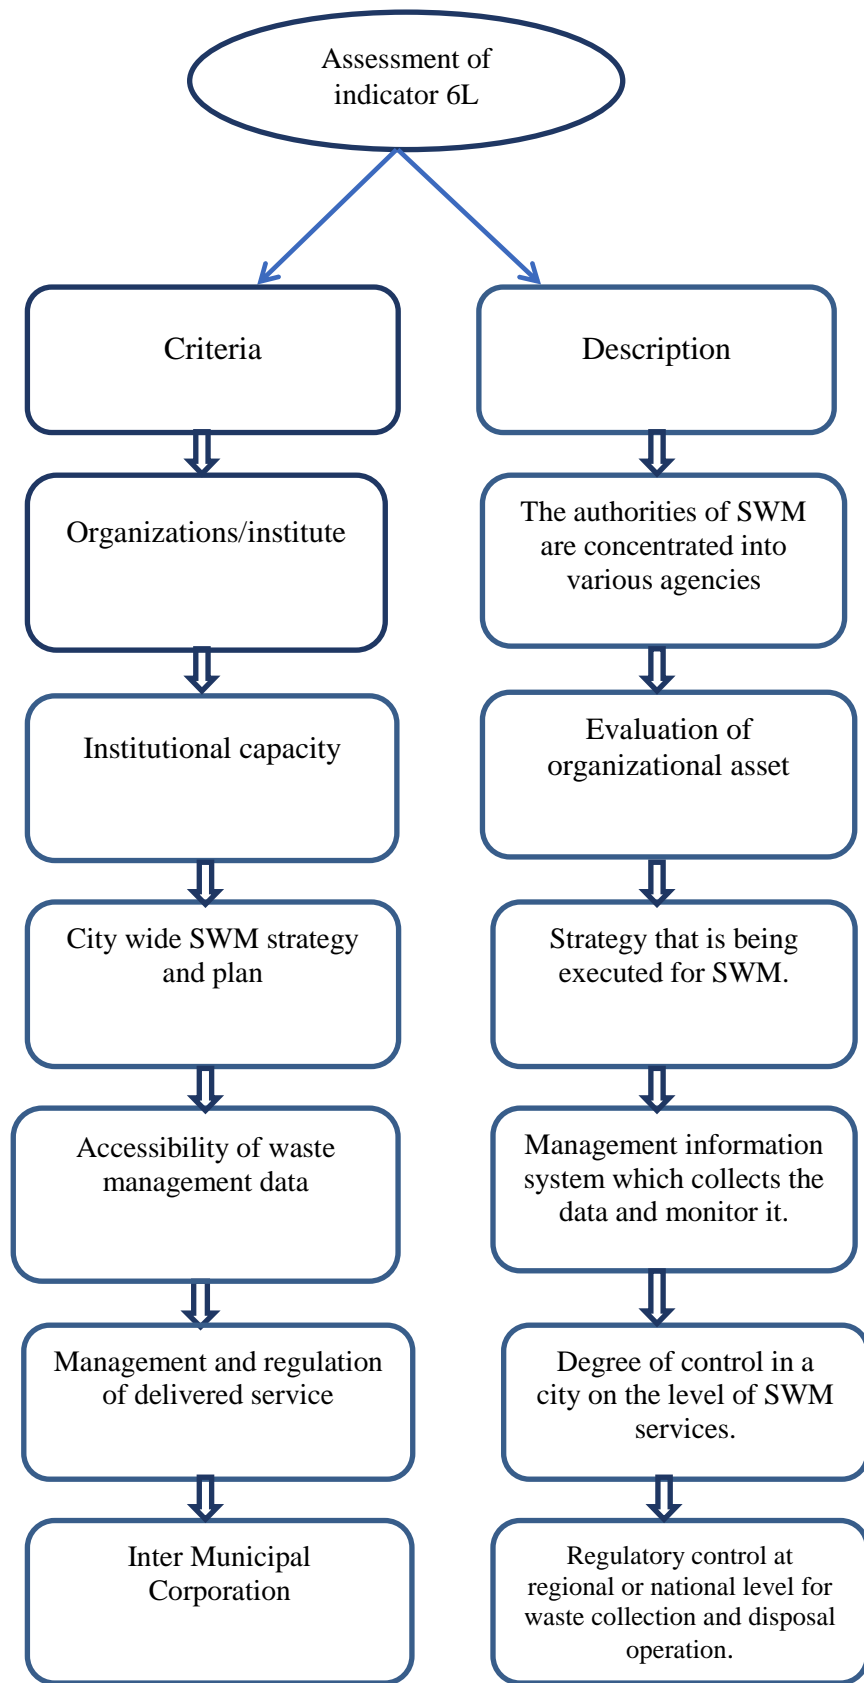 Assessment of
indicator 6L
Criteria
Description
Organizations/institute
The authorities of SWM
are concentrated into
various agencies
Institutional capacity
Evaluation of
organizational asset
City wide SWM strategy
and plan
Strategy that is being
executed for SWM.
Accessibility of waste
management data
Management information
system which collects the
data and monitor it.
Management and regulation
of delivered service
Degree of control in a
city on the level of SWM
services.
Inter Municipal
Corporation
Regulatory control at
regional or national level for
waste collection and disposal
operation.